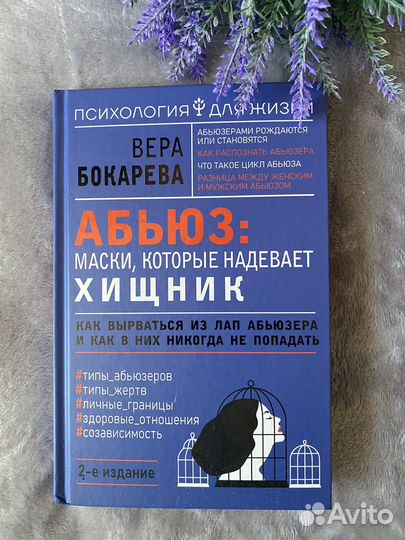 ПСИХОЛОГИЯ ДЛЯ ЖИЗНИ
ВЕРА
БОКАРЕВА
АБЬЮЗЕРАМИ РОЖДАЮТСЯ
ИЛИ СТАНОВЯТСЯ
КАК РАСПОЗНАТЬ АБЬЮЗЕРА
ЧТО ТАКОЕ ЦИКЛ АБЬЮЗА
РАЗНИЦА МЕЖДУ ЖЕНСКИМ
И МУЖСКИМ АБЬЮЗОМ
АБЬЮЗ:
МАСКИ, КОТОРЫЕ НАДЕВАЕТ
ХИЩНИК
КАК ВЫРВАТЬСЯ ИЗ ЛАП АБЬЮЗЕРА
И КАК В НИХ НИКОГДА НЕ ПОПАДАТЬ
#типы_абьюзеров
#типы_жертв
#личные_границы
#здоровые_отношения
#созависимость
2-е издание
Avito